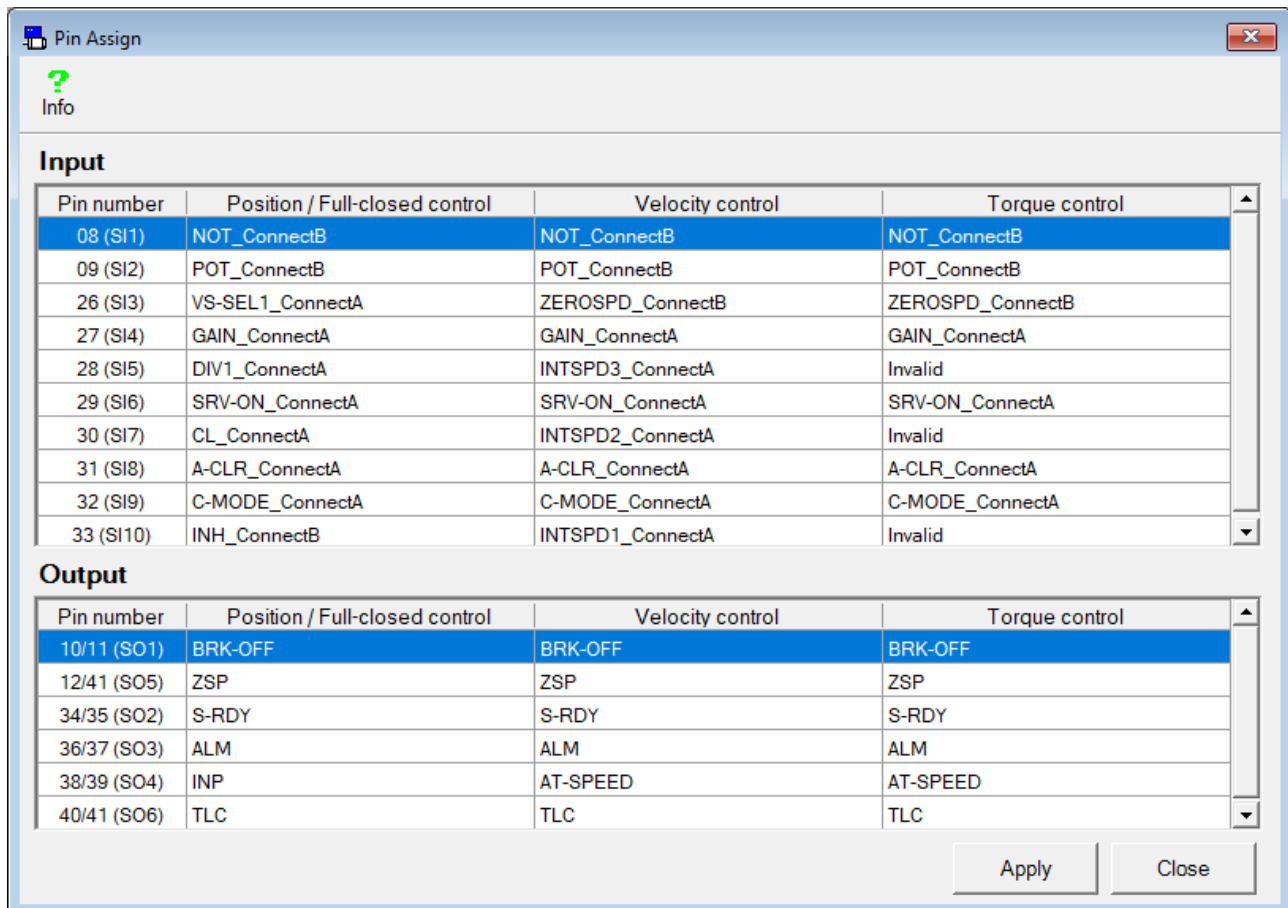 Pin Assign
?
Info
Input
Pin number Position / Full-closed control Velocity control Torque control
08 (SI1) NOT_ConnectB NOT_ConnectB NOT_ConnectB
09 (SI2) POT_ConnectB POT_ConnectB POT_ConnectB
26 (SI3) VS-SEL1_ConnectA ZEROSPD_ConnectB ZEROSPD_ConnectB
27 (SI4) GAIN_ConnectA GAIN_ConnectA GAIN_ConnectA
28 (SI5) DIV1_ConnectA INTSPD3_ConnectA Invalid
29 (SI6) SRV-ON_ConnectA SRV-ON_ConnectA SRV-ON_ConnectA
30 (SI7) CL_ConnectA INTSPD2_ConnectA Invalid
31 (SI8) A-CLR_ConnectA A-CLR_ConnectA A-CLR_ConnectA
32 (SI9) C-MODE_ConnectA C-MODE_ConnectA C-MODE_ConnectA
33 (SI10) INH_ConnectB INTSPD1_ConnectA Invalid
Output
Pin number Position / Full-closed control Velocity control Torque control
10/11 (SO1) BRK-OFF BRK-OFF BRK-OFF
12/41 (SO5) ZSP ZSP ZSP
34/35 (SO2) S-RDY S-RDY S-RDY
36/37 (SO3) ALM ALM ALM
38/39 (SO4) INP AT-SPEED AT-SPEED
40/41 (SO6) TLC TLC TLC
Apply Close